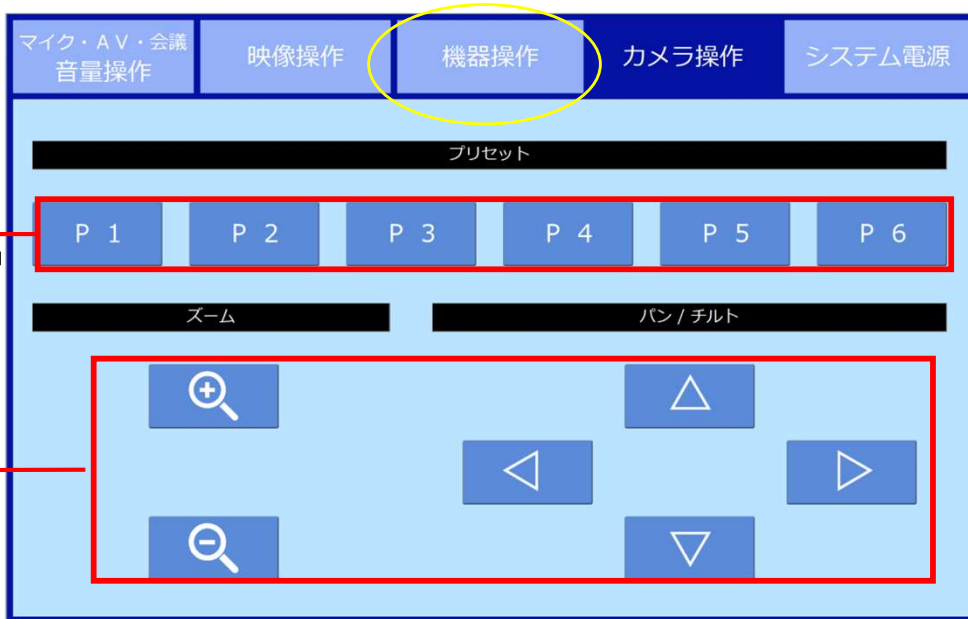 マイク・ＡＶ・会議
音量操作
映像操作
機器操作
カメラ操作
システム電源
プリセット
Ｐ １
Ｐ ２
Ｐ ３
Ｐ ４
Ｐ ５
Ｐ ６
ズーム
パン / チルト